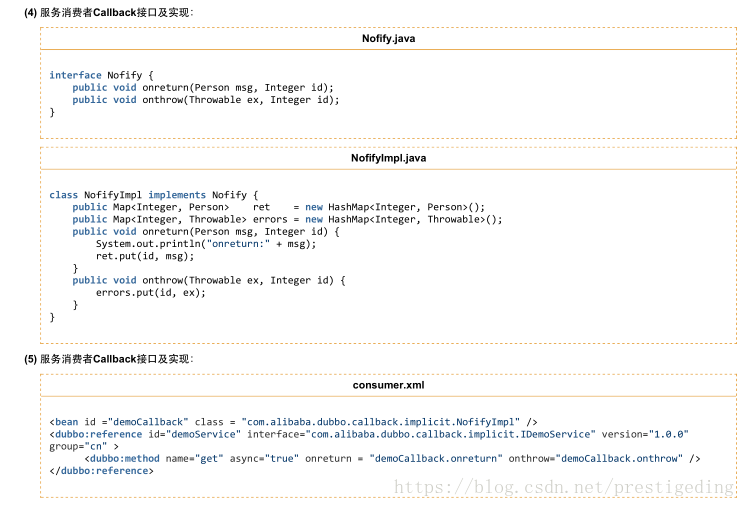 (4) 服务消费者Callback接口及实现：
Nofify.java
interface Nofify {
    public void onreturn(Person msg, Integer id);
    public void onthrow(Throwable ex, Integer id);
}
NofifyImpl.java
class NofifyImpl implements Nofify {
    public Map<Integer, Person>    ret    = new HashMap<Integer, Person>();
    public Map<Integer, Throwable> errors = new HashMap<Integer, Throwable>();
    public void onreturn(Person msg, Integer id) {
        System.out.println("onreturn:" + msg);
        ret.put(id, msg);
    }
    public void onthrow(Throwable ex, Integer id) {
        errors.put(id, ex);
    }
}
(5) 服务消费者Callback接口及实现：
consumer.xml
<bean id ="demoCallback" class = "com.alibaba.dubbo.callback.implicit.NofifyImpl" />
<dubbo:reference id="demoService" interface="com.alibaba.dubbo.callback.implicit.IDemoService" version="1.0.0"
group="cn" >
      <dubbo:method name="get" async="true" onreturn = "demoCallback.onreturn" onthrow="demoCallback.onthrow" />
</dubbo:reference>
https://blog.csdn.net/prestigeding